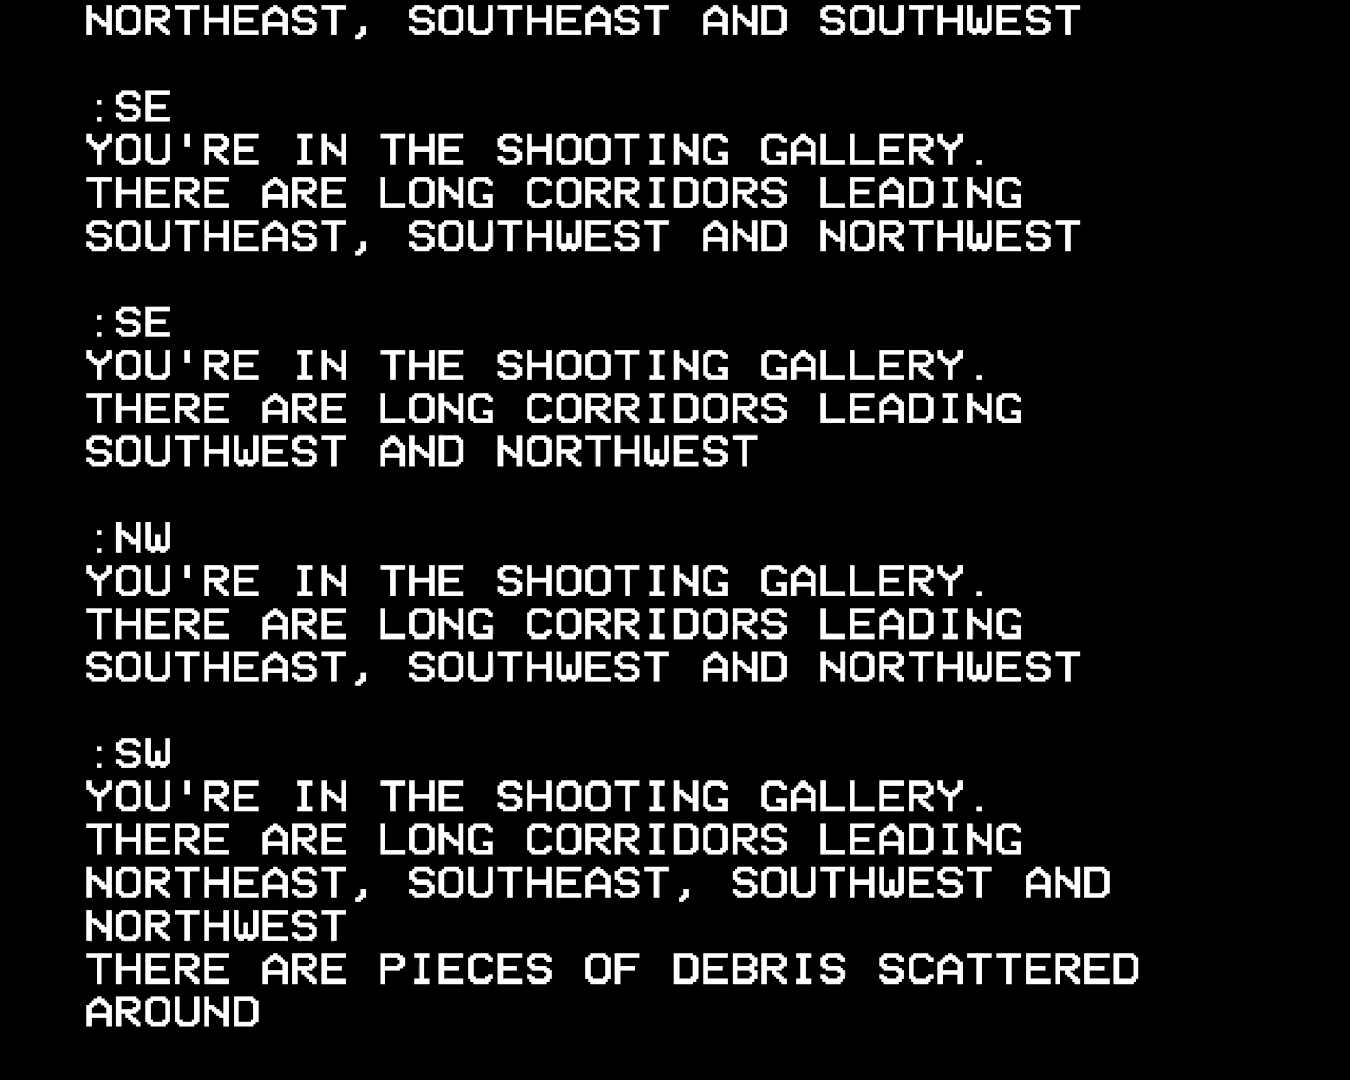 NORTHEAST, SOUTHEAST AND SOUTHWEST
:SE
YOU'RE IN THE SHOOTING GALLERY.
THERE ARE LONG CORRIDORS LEADING
SOUTHEAST, SOUTHWEST AND NORTHWEST
:SE
YOU'RE IN THE SHOOTING GALLERY.
THERE ARE LONG CORRIDORS LEADING
SOUTHWEST AND NORTHWEST
:NW
YOU'RE IN THE SHOOTING GALLERY.
THERE ARE LONG CORRIDORS LEADING
SOUTHEAST, SOUTHWEST AND NORTHWEST
:SW
YOU'RE IN THE SHOOTING GALLERY.
THERE ARE LONG CORRIDORS LEADING
NORTHEAST, SOUTHEAST, SOUTHWEST AND
NORTHWEST
THERE ARE PIECES OF DEBRIS SCATTERED
AROUND